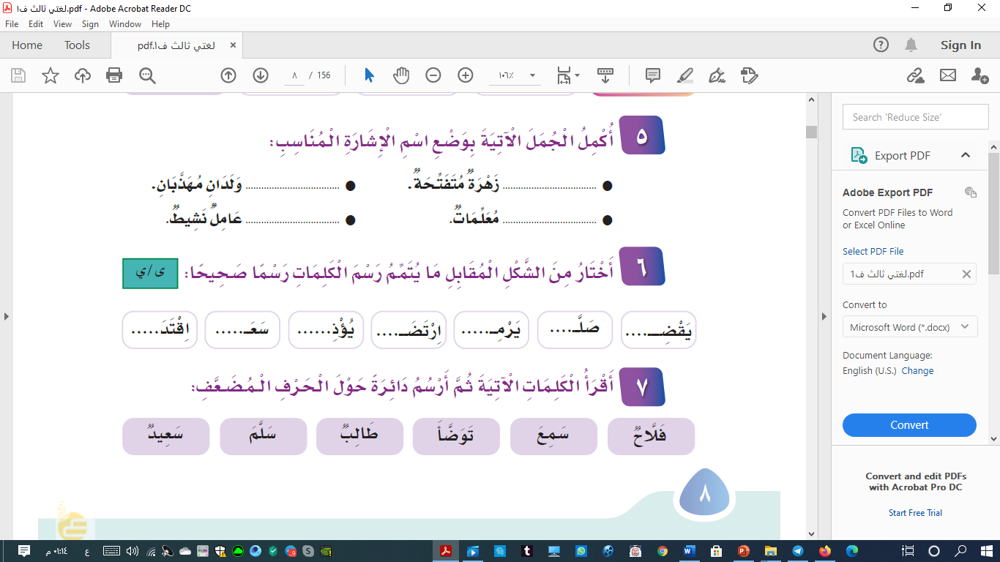 لغتي ثالث ف١.pdf - Adobe Acrobat Reader DC
File Edit View Sign Window Help
Home Tools لغتي ثالث ف١.pdf × Sign In
٨ / 156 ١٠٦٪
٥ أُكْمِلُ الْجُمَلَ الْآتِيَةَ بِوَضْعِ اسْمِ الْإِشَارَةِ الْمُنَاسِبِ:
● .................................... زَهْرَةٌ مُتَفَتِّحَةٌ. ● .................................... وَلَدَانِ مُهَذَّبَانِ.
● .................................... مُعَلِّمَاتٌ. ● .................................... عَامِلٌ نَشِيطٌ.
٦ أَخْتَارُ مِنَ الشَّكْلِ الْمُقَابِلِ مَا يُتَمِّمُ رَسْمَ الْكَلِمَاتِ رَسْمًا صَحِيحًا: ى / ي
يَقْضِـ.... صَلَّـ.... يَرْمِـ..... اِرْتَضَـ.... يُؤْذِ...... سَعَـ..... اِقْتَدَ.....
٧ أَقْرَأُ الْكَلِمَاتِ الْآتِيَةَ ثُمَّ أَرْسُمُ دَائِرَةً حَوْلَ الْحَرْفِ الْمُضَعَّفِ:
فَلَّاحٌ سَمِعَ تَوَضَّأَ طَالِبٌ سَلَّمَ سَعِيدٌ
٨
Search 'Reduce Size'
Export PDF
Adobe Export PDF
Convert PDF Files to Word
or Excel Online
Select PDF File
لغتي ثالث ف1.pdf
Convert to
Microsoft Word (*.docx)
Document Language:
English (U.S.) Change
Convert
Convert and edit PDFs
with Acrobat Pro DC
Start Free Trial
٠١:١٤ م ع